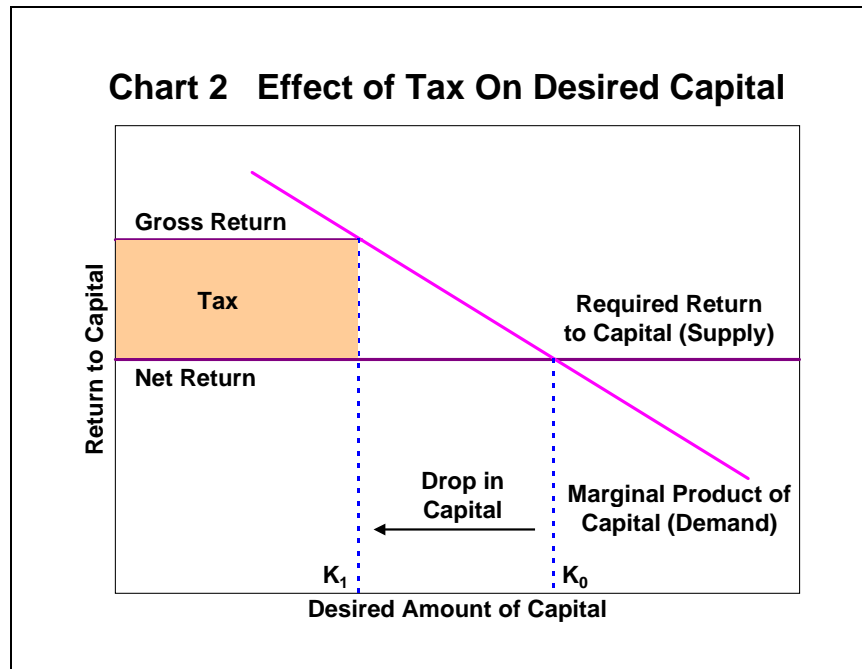 Chart 2 Effect of Tax On Desired Capital
Return to Capital
Gross Return
Tax
Net Return
Required Return
to Capital (Supply)
Drop in
Capital
Marginal Product of
Capital (Demand)
K1
K0
Desired Amount of Capital